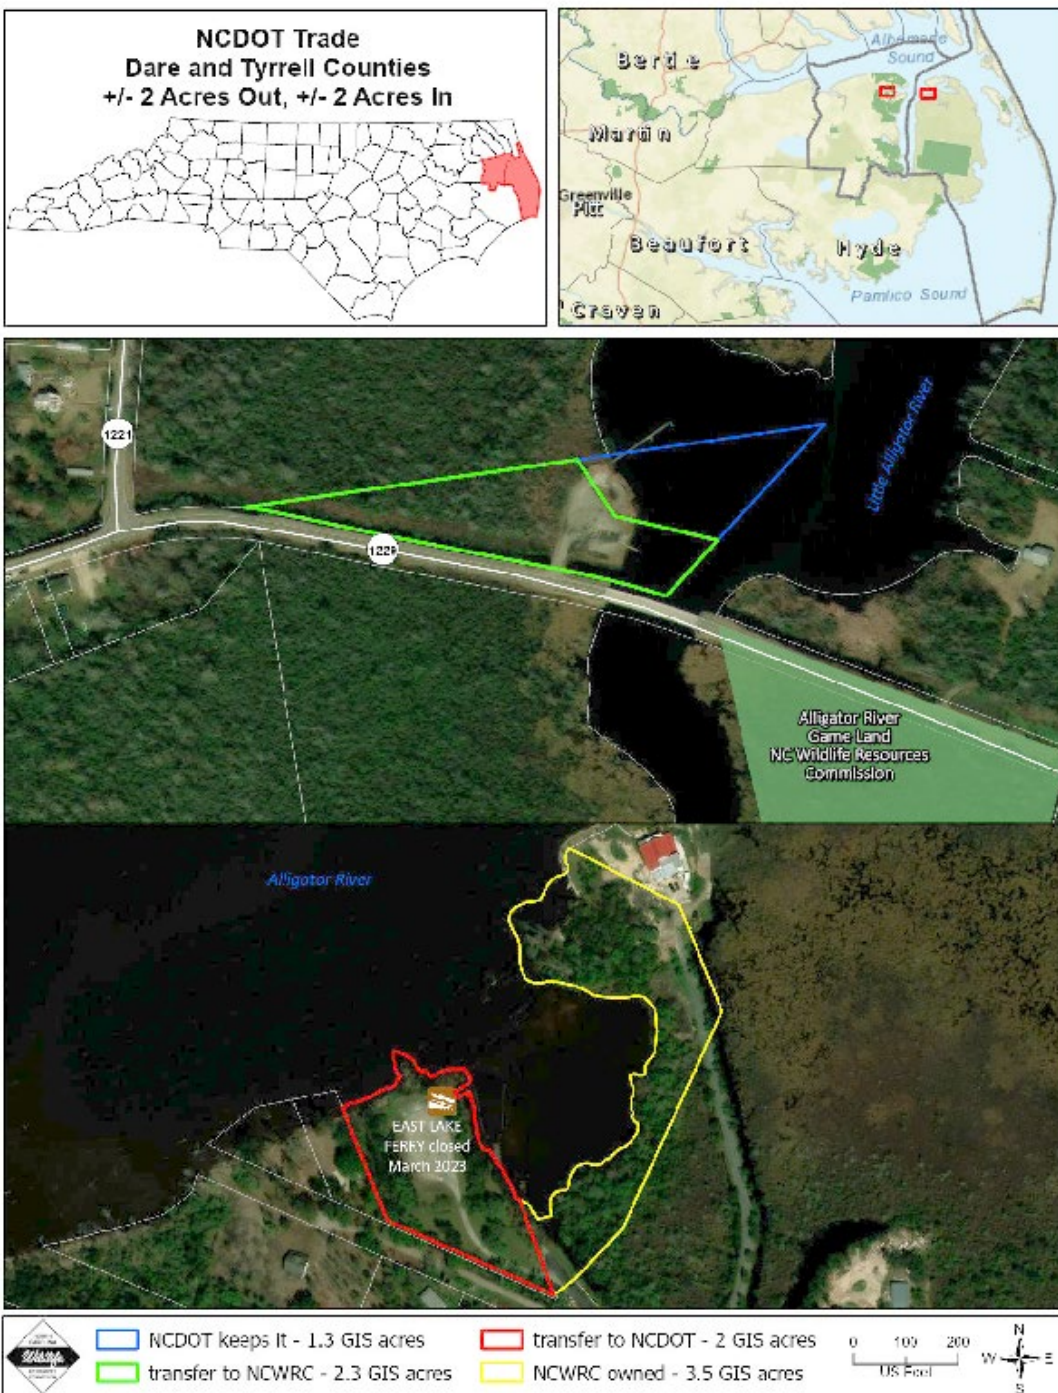 NCDOT Trade
Dare and Tyrrell Counties
+/- 2 Acres Out, +/- 2 Acres In
Albemarle
Sound
Bertie
Martin
Greenville
Pitt
Beaufort
Hyde
Pamlico Sound
Craven
1221
1229
Little Alligator River
Alligator River
Game Land
NC Wildlife Resources
Commission
Alligator River
EAST LAKE
FERRY closed
March 2023
NCDOT keeps it - 1.3 GIS acres
transfer to NCWRC - 2.3 GIS acres
transfer to NCDOT - 2 GIS acres
NCWRC owned - 3.5 GIS acres
0 100 200
US Feet
N
W E
S